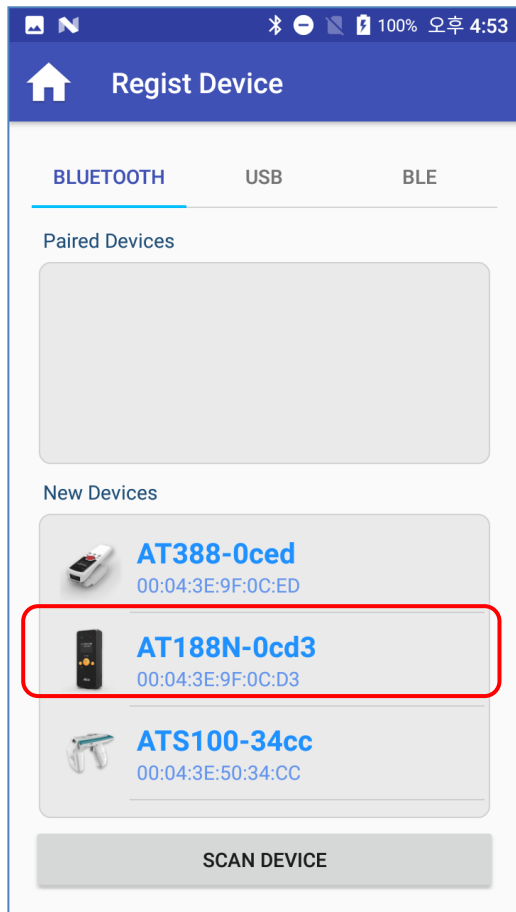 100% 오후 4:53
Regist Device
BLUETOOTH USB BLE
Paired Devices
New Devices
AT388-0ced
00:04:3E:9F:0C:ED
AT188N-0cd3
00:04:3E:9F:0C:D3
ATS100-34cc
00:04:3E:50:34:CC
SCAN DEVICE